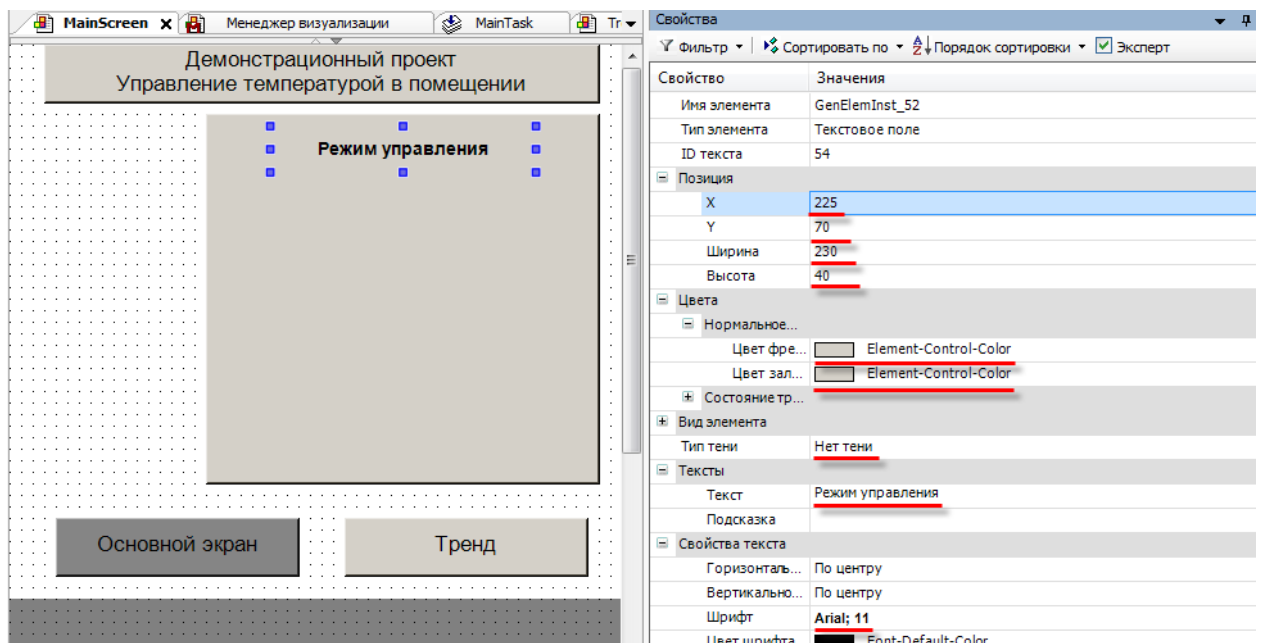 MainScreen X Менеджер визуализации MainTask Tr
Демонстрационный проект
Управление температурой в помещении
Режим управления
Основной экран Тренд
Свойства
Фильтр Сортировать по Порядок сортировки Эксперт
Свойство Значения
Имя элемента GenElemInst_52
Тип элемента Текстовое поле
ID текста 54
Позиция
X 225
Y 70
Ширина 230
Высота 40
Цвета
Нормальное...
Цвет фре... Element-Control-Color
Цвет зал... Element-Control-Color
Состояние тр...
Вид элемента
Тип тени Нет тени
Тексты
Текст Режим управления
Подсказка
Свойства текста
Горизонталь... По центру
Вертикально... По центру
Шрифт Arial; 11
Цвет шрифта Font-Default-Color